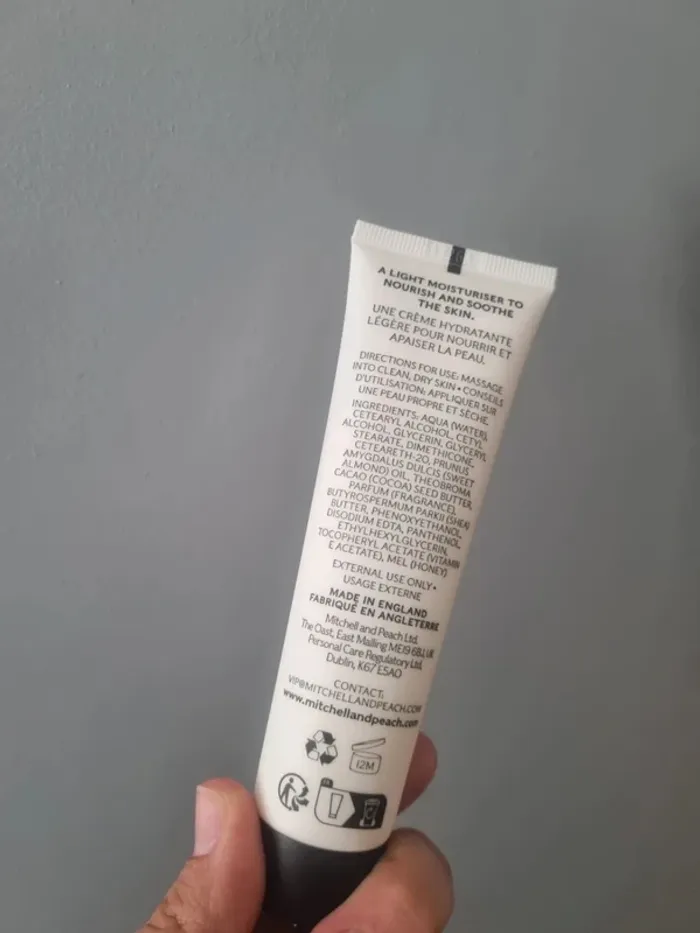 A LIGHT MOISTURISER TO
NOURISH AND SOOTHE
THE SKIN.
UNE CRÈME HYDRATANTE
LÉGÈRE POUR NOURRIR ET
APAISER LA PEAU.
DIRECTIONS FOR USE: MASSAGE
INTO CLEAN, DRY SKIN • CONSEILS
D'UTILISATION: APPLIQUER SUR
UNE PEAU PROPRE ET SÈCHE.
INGREDIENTS: AQUA (WATER),
CETEARYL ALCOHOL, CETYL
ALCOHOL, GLYCERIN, GLYCERYL
STEARATE, DIMETHICONE,
CETEARETH-20, PRUNUS
AMYGDALUS DULCIS (SWEET
ALMOND) OIL, THEOBROMA
CACAO (COCOA) SEED BUTTER,
PARFUM (FRAGRANCE),
BUTYROSPERMUM PARKII (SHEA)
BUTTER, PHENOXYETHANOL,
DISODIUM EDTA, PANTHENOL,
ETHYLHEXYLGLYCERIN,
TOCOPHERYL ACETATE (VITAMIN
E ACETATE), MEL (HONEY)
EXTERNAL USE ONLY •
USAGE EXTERNE
MADE IN ENGLAND
FABRIQUÉ EN ANGLETERRE
Mitchell and Peach Ltd.
The Oast, East Malling ME19 6BJ, UK
Personal Care Regulatory Ltd,
Dublin, K67 E5A0
CONTACT:
VIP@MITCHELLANDPEACH.COM
www.mitchellandpeach.com
12M